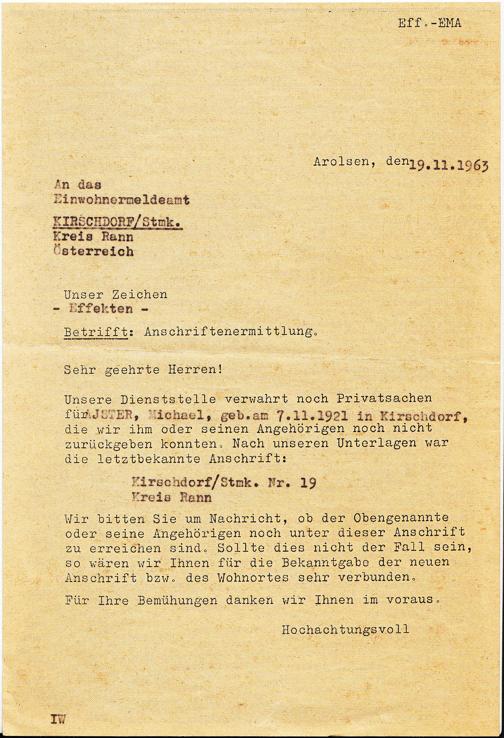 Eff.-EMA
Arolsen, den 19.11.1963
An das
Einwohnermeldeamt
KIRSCHDORF/Stmk.
Kreis Rann
Österreich
Unser Zeichen
- Effekten -
Betrifft: Anschriftenermittlung.
Sehr geehrte Herren!
Unsere Dienststelle verwahrt noch Privatsachen
für AJSTER, Michael, geb.am 7.11.1921 in Kirschdorf,
die wir ihm oder seinen Angehörigen noch nicht
zurückgeben konnten. Nach unseren Unterlagen war
die letztbekannte Anschrift:
Kirschdorf/Stmk. Nr. 19
Kreis Rann
Wir bitten Sie um Nachricht, ob der Obengenannte
oder seine Angehörigen noch unter dieser Anschrift
zu erreichen sind. Sollte dies nicht der Fall sein,
so wären wir Ihnen für die Bekanntgabe der neuen
Anschrift bzw. des Wohnortes sehr verbunden.
Für Ihre Bemühungen danken wir Ihnen im voraus.
Hochachtungsvoll
IW